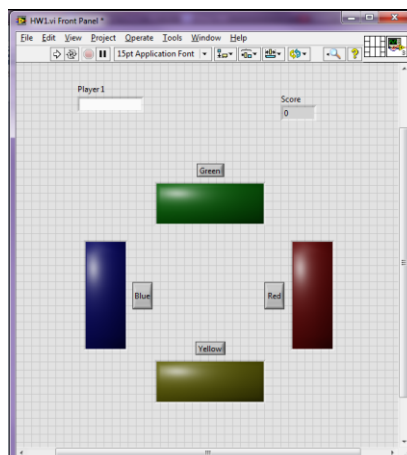 HW1.vi Front Panel *
File Edit View Project Operate Tools Window Help
15pt Application Font
Player 1
Score
0
Green
Blue
Red
Yellow